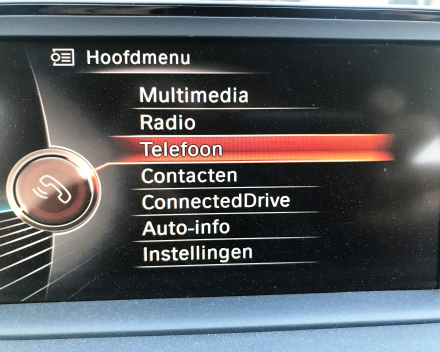 Hoofdmenu
Multimedia
Radio
Telefoon
Contacten
ConnectedDrive
Auto-info
Instellingen